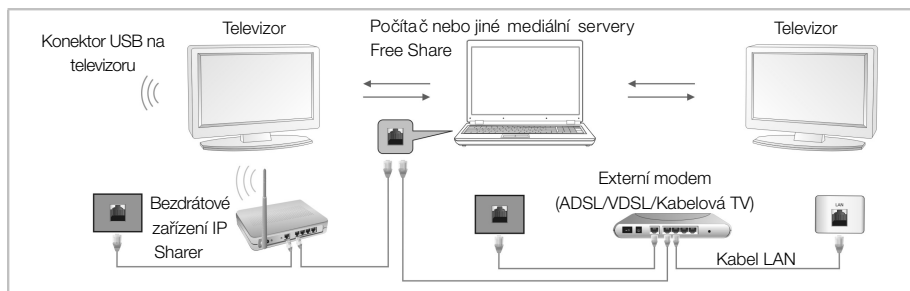 Televizor
Počítač nebo jiné mediální servery
Free Share
Televizor
Konektor USB na
televizoru
Bezdrátové
zařízení IP
Sharer
Externí modem
(ADSL/VDSL/Kabelová TV)
LAN
Kabel LAN